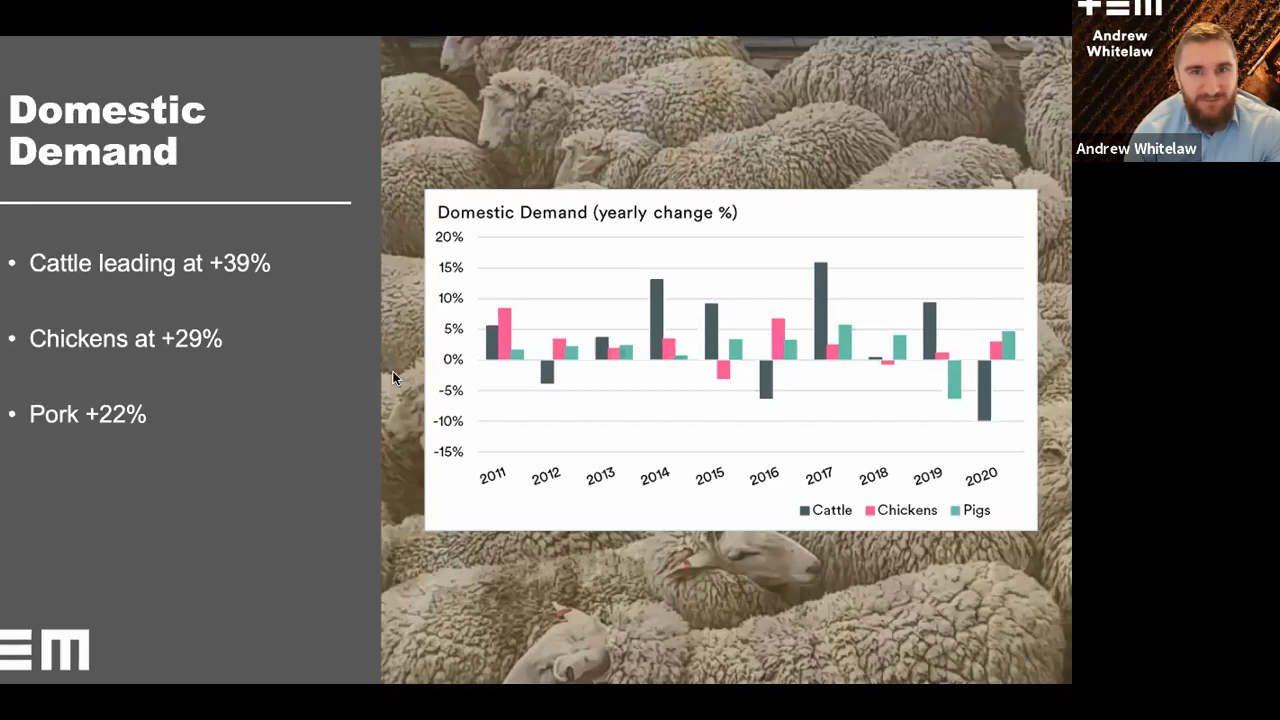 Domestic
Demand
• Cattle leading at +39%
• Chickens at +29%
• Pork +22%
EM
Domestic Demand (yearly change %)
20%
15%
10%
5%
0%
-5%
-10%
-15%
2011 2012 2013 2014 2015 2016 2017 2018 2019 2020
Cattle Chickens Pigs
Andrew
Whitelaw
Andrew Whitelaw